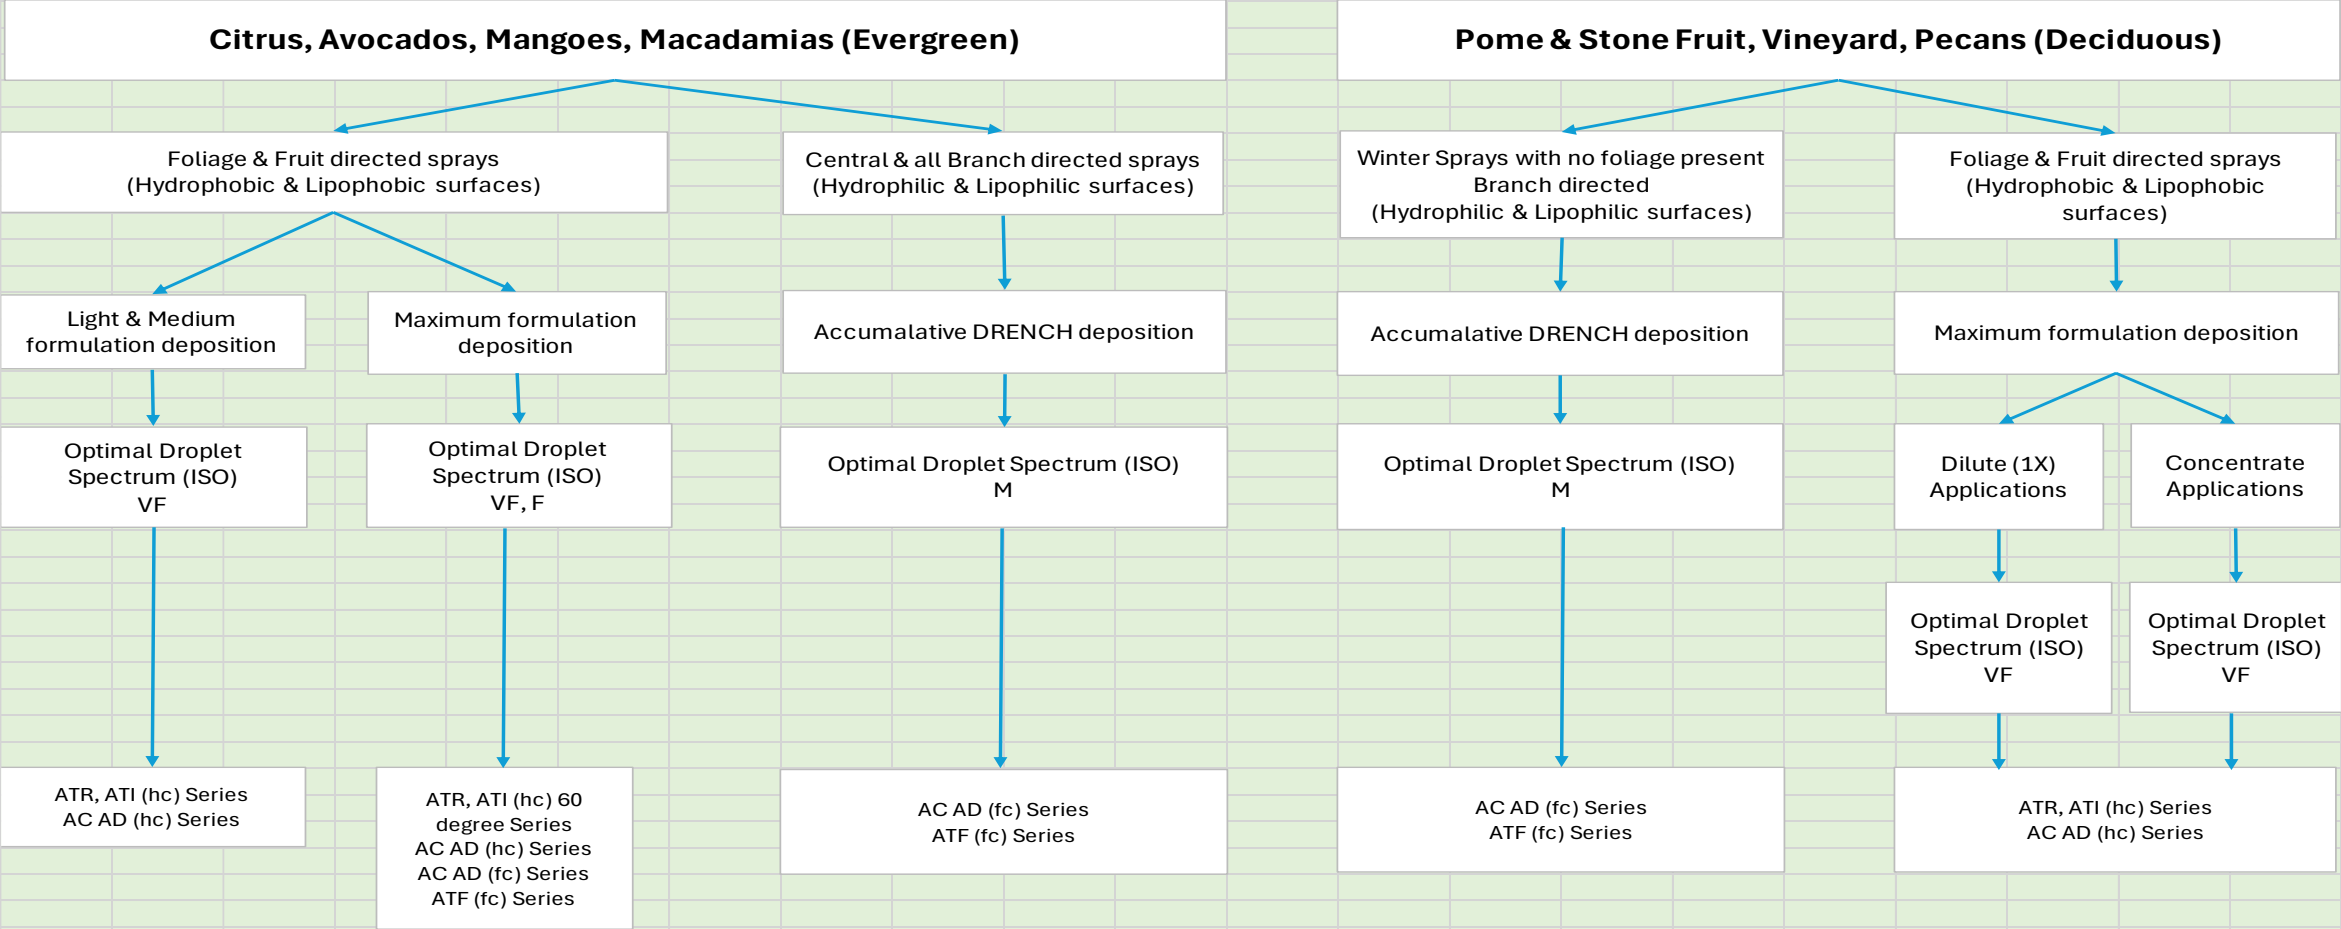 Citrus, Avocados, Mangoes, Macadamias (Evergreen)
Pome & Stone Fruit, Vineyard, Pecans (Deciduous)
Foliage & Fruit directed sprays
(Hydrophobic & Lipophobic surfaces)
Central & all Branch directed sprays
(Hydrophilic & Lipophilic surfaces)
Winter Sprays with no foliage present
Branch directed
(Hydrophilic & Lipophilic surfaces)
Foliage & Fruit directed sprays
(Hydrophobic & Lipophobic
surfaces)
Light & Medium
formulation deposition
Maximum formulation
deposition
Accumalative DRENCH deposition
Accumalative DRENCH deposition
Maximum formulation deposition
Optimal Droplet
Spectrum (ISO)
VF
Optimal Droplet
Spectrum (ISO)
VF, F
Optimal Droplet Spectrum (ISO)
M
Optimal Droplet Spectrum (ISO)
M
Dilute (1X)
Applications
Concentrate
Applications
Optimal Droplet
Spectrum (ISO)
VF
Optimal Droplet
Spectrum (ISO)
VF
ATR, ATI (hc) Series
AC AD (hc) Series
ATR, ATI (hc) 60
degree Series
AC AD (hc) Series
AC AD (fc) Series
ATF (fc) Series
AC AD (fc) Series
ATF (fc) Series
AC AD (fc) Series
ATF (fc) Series
ATR, ATI (hc) Series
AC AD (hc) Series